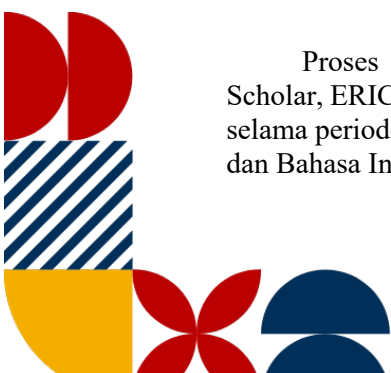 Proses
Scholar, ERIC
selama period
dan Bahasa In